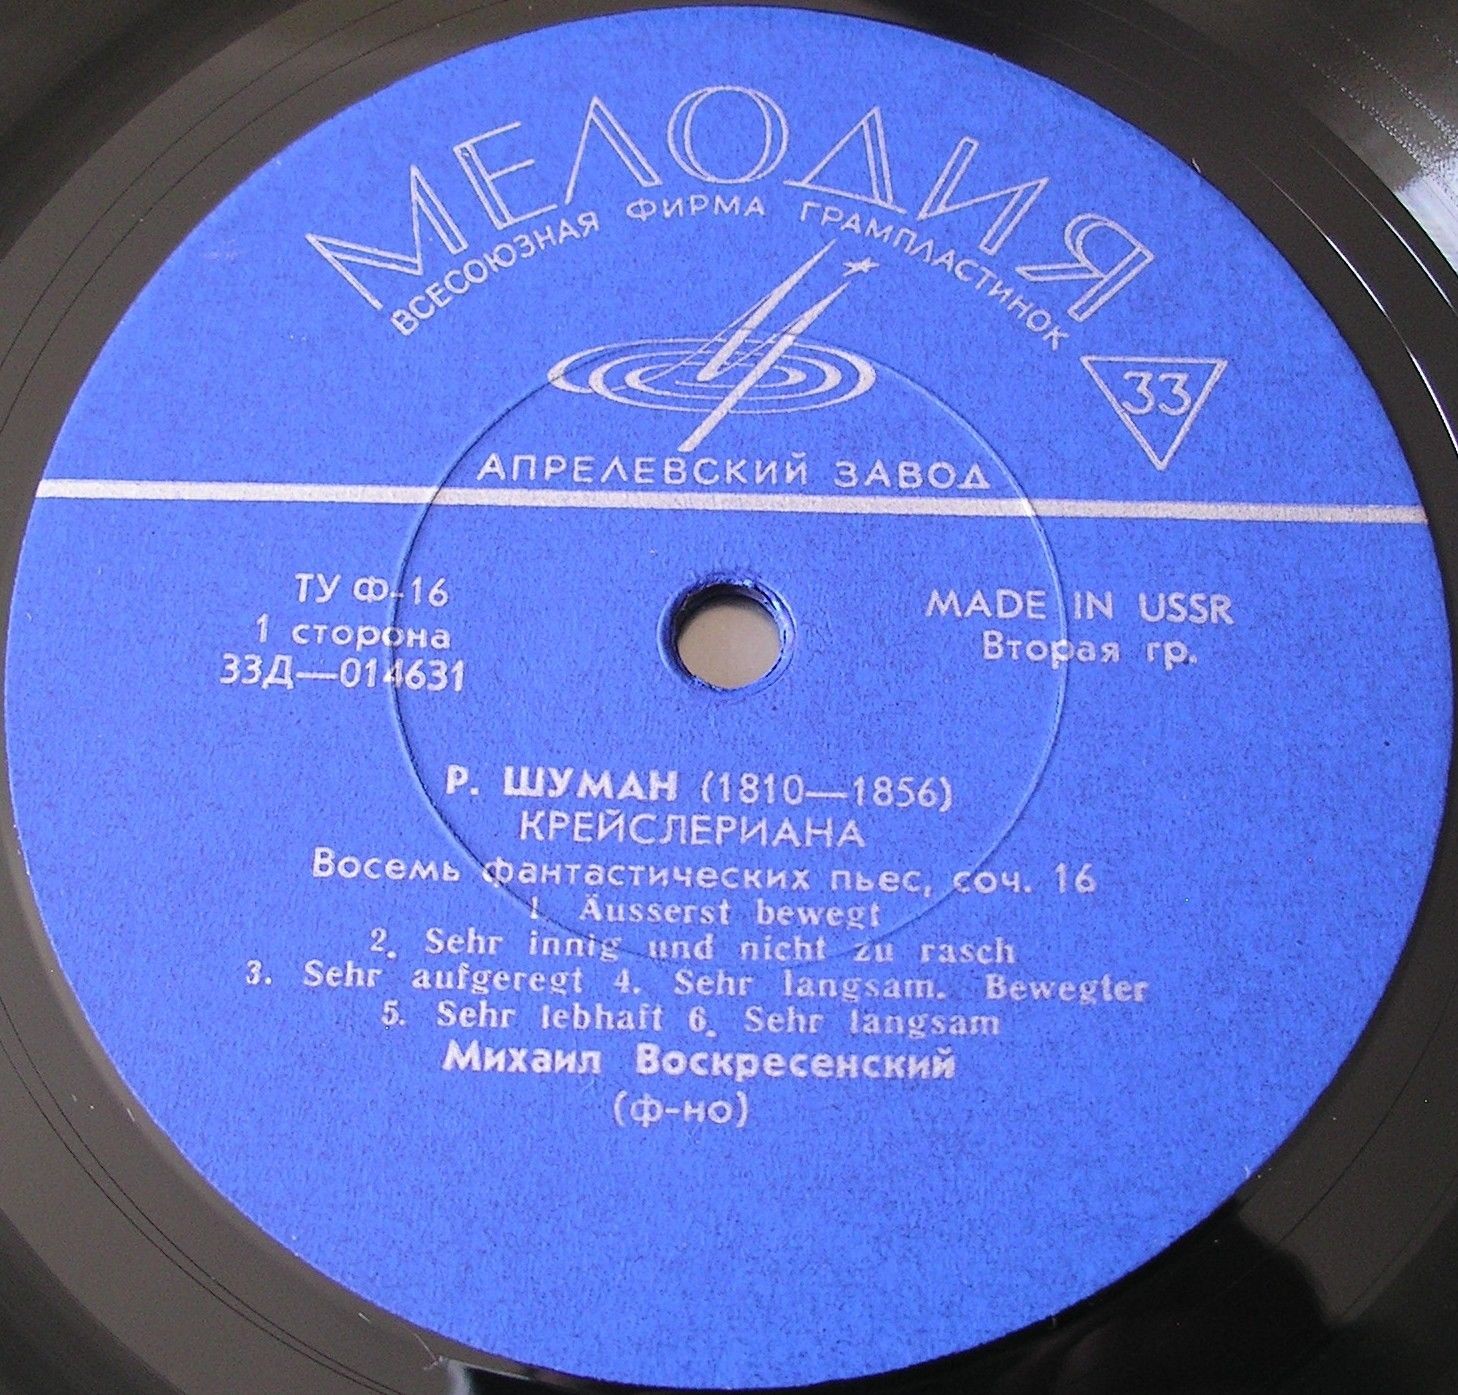 МЕЛОДИЯ
ВСЕСОЮЗНАЯ ФИРМА ГРАМПЛАСТИНОК
33
АПРЕЛЕВСКИЙ ЗАВОД
ТУ Ф-16
1 сторона
33Д—014631
MADE IN USSR
Вторая гр.
Р. ШУМАН (1810—1856)
КРЕЙСЛЕРИАНА
Восемь фантастических пьес, соч. 16
1. Äusserst bewegt
2. Sehr innig und nicht zu rasch
3. Sehr aufgeregt 4. Sehr langsam. Bewegter
5. Sehr lebhaft 6. Sehr langsam
Михаил Воскресенский
(ф-но)